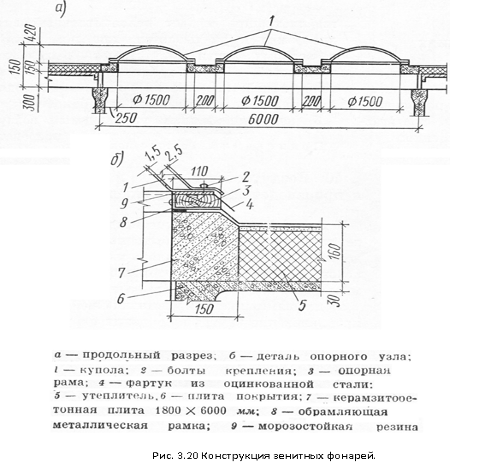 а)
1
420
150
150
300
Ф1500
200
Ф1500
200
Ф1500
250
6000
б)
1,5
2,5
110
1
2
9
3
8
4
7
160
6
5
30
150
а — продольный разрез; б — деталь опорного узла;
1 — купола; 2 — болты крепления; 3 — опорная
рама; 4 — фартук из оцинкованной стали;
5 — утеплитель, 6 — плита покрытия; 7 — керамзитобе-
тонная плита 1800 × 6000 мм; 8 — обрамляющая
металлическая рамка; 9 — морозостойкая резина
Рис. 3.20 Конструкция зенитных фонарей.